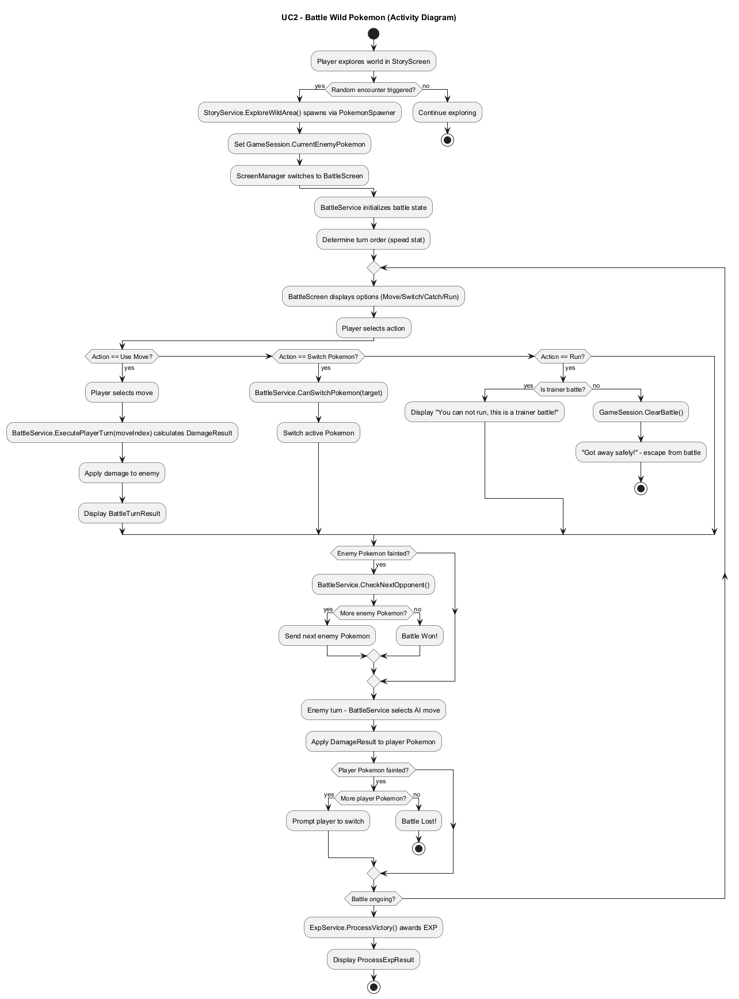 UC2 - Battle Wild Pokemon (Activity Diagram)
Player explores world in StoryScreen
Random encounter triggered?
yes
no
StoryService.ExploreWildArea() spawns via PokemonSpawner
Continue exploring
Set GameSession.CurrentEnemyPokemon
ScreenManager switches to BattleScreen
BattleService initializes battle state
Determine turn order (speed stat)
BattleScreen displays options (Move/Switch/Catch/Run)
Player selects action
Action == Use Move?
yes
Action == Switch Pokemon?
yes
Action == Run?
yes
Player selects move
BattleService.ExecutePlayerTurn(moveIndex) calculates DamageResult
Apply damage to enemy
Display BattleTurnResult
BattleService.CanSwitchPokemon(target)
Switch active Pokemon
Is trainer battle?
yes
no
Display "You can not run, this is a trainer battle!"
GameSession.ClearBattle()
"Got away safely!" - escape from battle
Enemy Pokemon fainted?
yes
BattleService.CheckNextOpponent()
More enemy Pokemon?
yes
no
Send next enemy Pokemon
Battle Won!
Enemy turn - BattleService selects AI move
Apply DamageResult to player Pokemon
Player Pokemon fainted?
yes
More player Pokemon?
yes
no
Prompt player to switch
Battle Lost!
Battle ongoing?
ExpService.ProcessVictory() awards EXP
Display ProcessExpResult